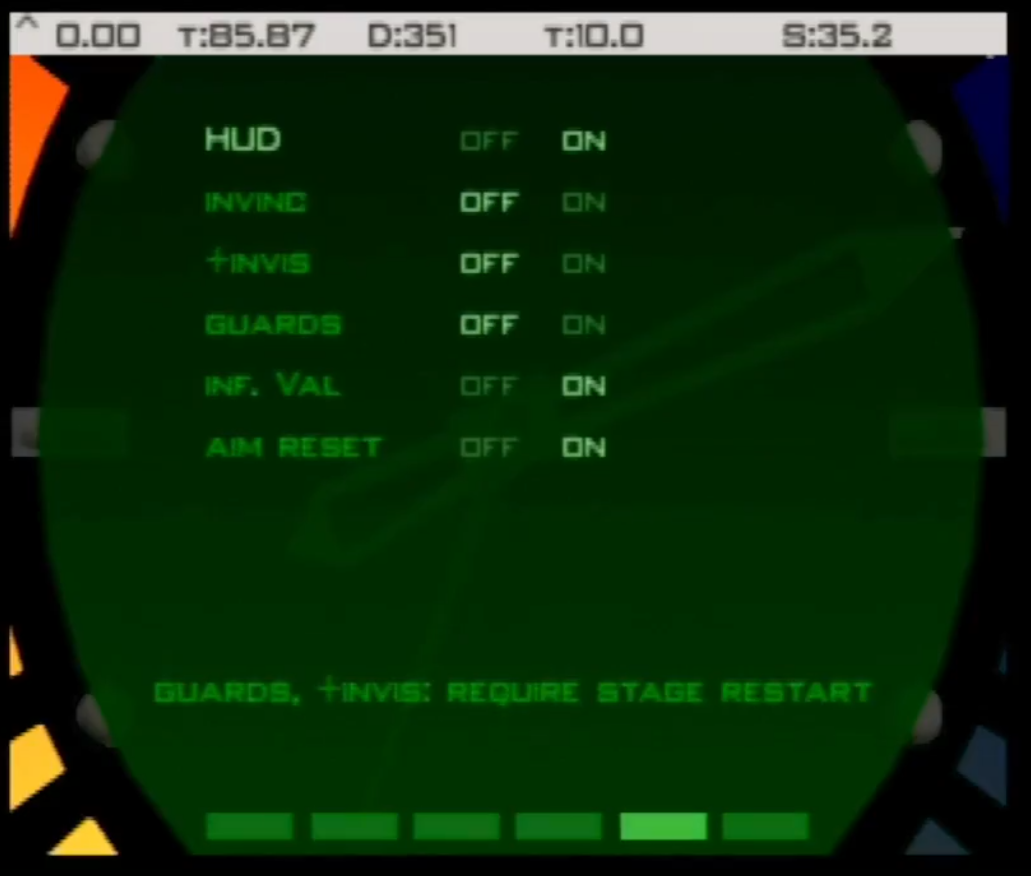 ^ 0.00 T:85.87 D:351 T:10.0 S:35.2
HUD OFF ON
INVINC OFF ON
+INVIS OFF ON
GUARDS OFF ON
INF. VAL OFF ON
AIM RESET OFF ON
GUARDS, +INVIS: REQUIRE STAGE RESTART